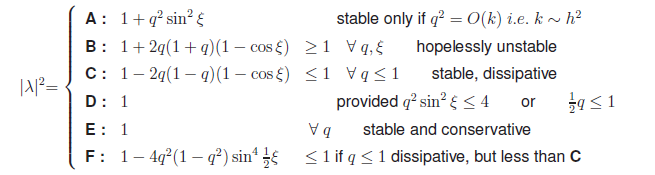 A : 1 + q² sin² ξ stable only if q² = O(k) i.e. k ∼ h²
B : 1 + 2q(1 + q)(1 − cos ξ) ≥ 1 ∀ q, ξ hopelessly unstable
C : 1 − 2q(1 − q)(1 − cos ξ) ≤ 1 ∀ q ≤ 1 stable, dissipative
|λ|² = D : 1 provided q² sin² ξ ≤ 4 or ½q ≤ 1
E : 1 ∀ q stable and conservative
F : 1 − 4q²(1 − q²) sin⁴ ½ξ ≤ 1 if q ≤ 1 dissipative, but less than C